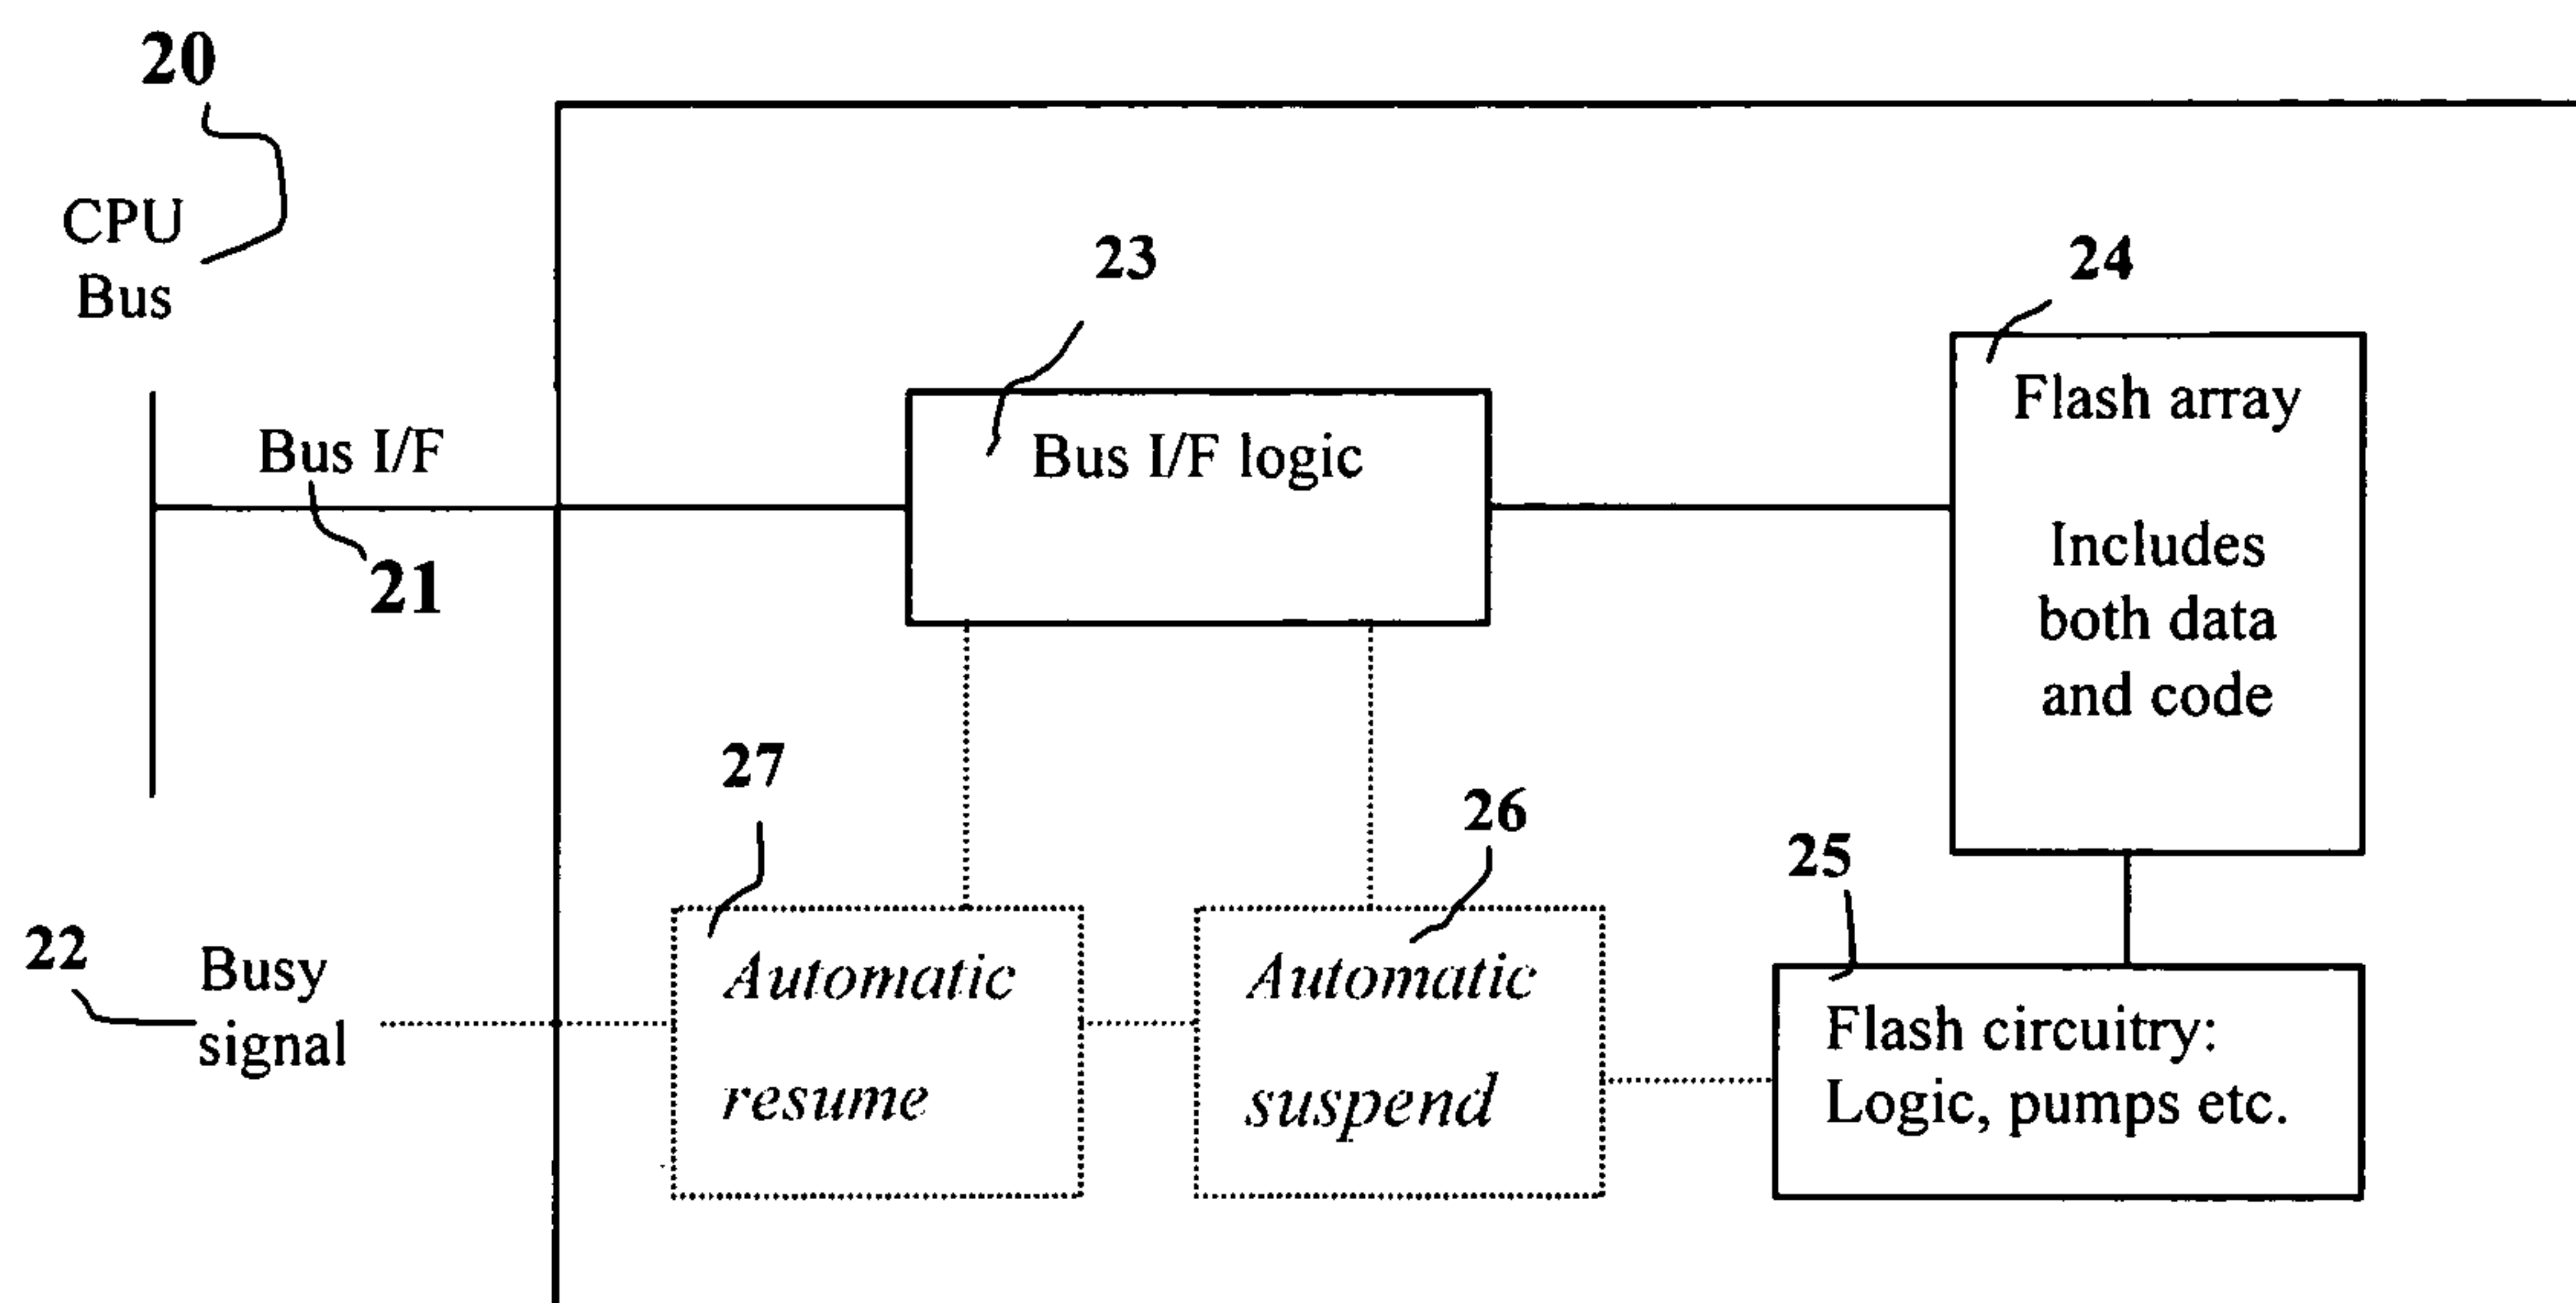 20
CPU
Bus
Bus I/F
21
23
Bus I/F logic
24
Flash array
Includes
both data
and code
27
Automatic
resume
26
Automatic
suspend
25
Flash circuitry:
Logic, pumps etc.
22
Busy
signal